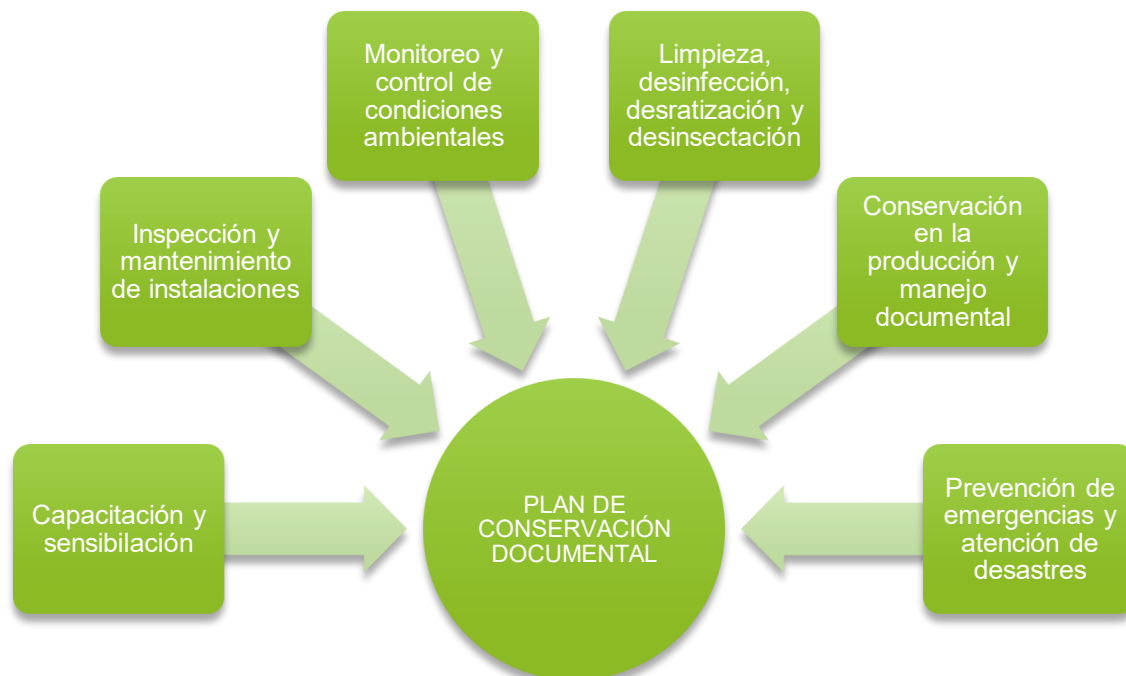 Monitoreo y
control de
condiciones
ambientales
Limpieza,
desinfección,
desratización y
desinsectación
Inspección y
mantenimiento
de instalaciones
Conservación
en la
producción y
manejo
documental
Capacitación y
sensibilación
PLAN DE
CONSERVACIÓN
DOCUMENTAL
Prevención de
emergencias y
atención de
desastres